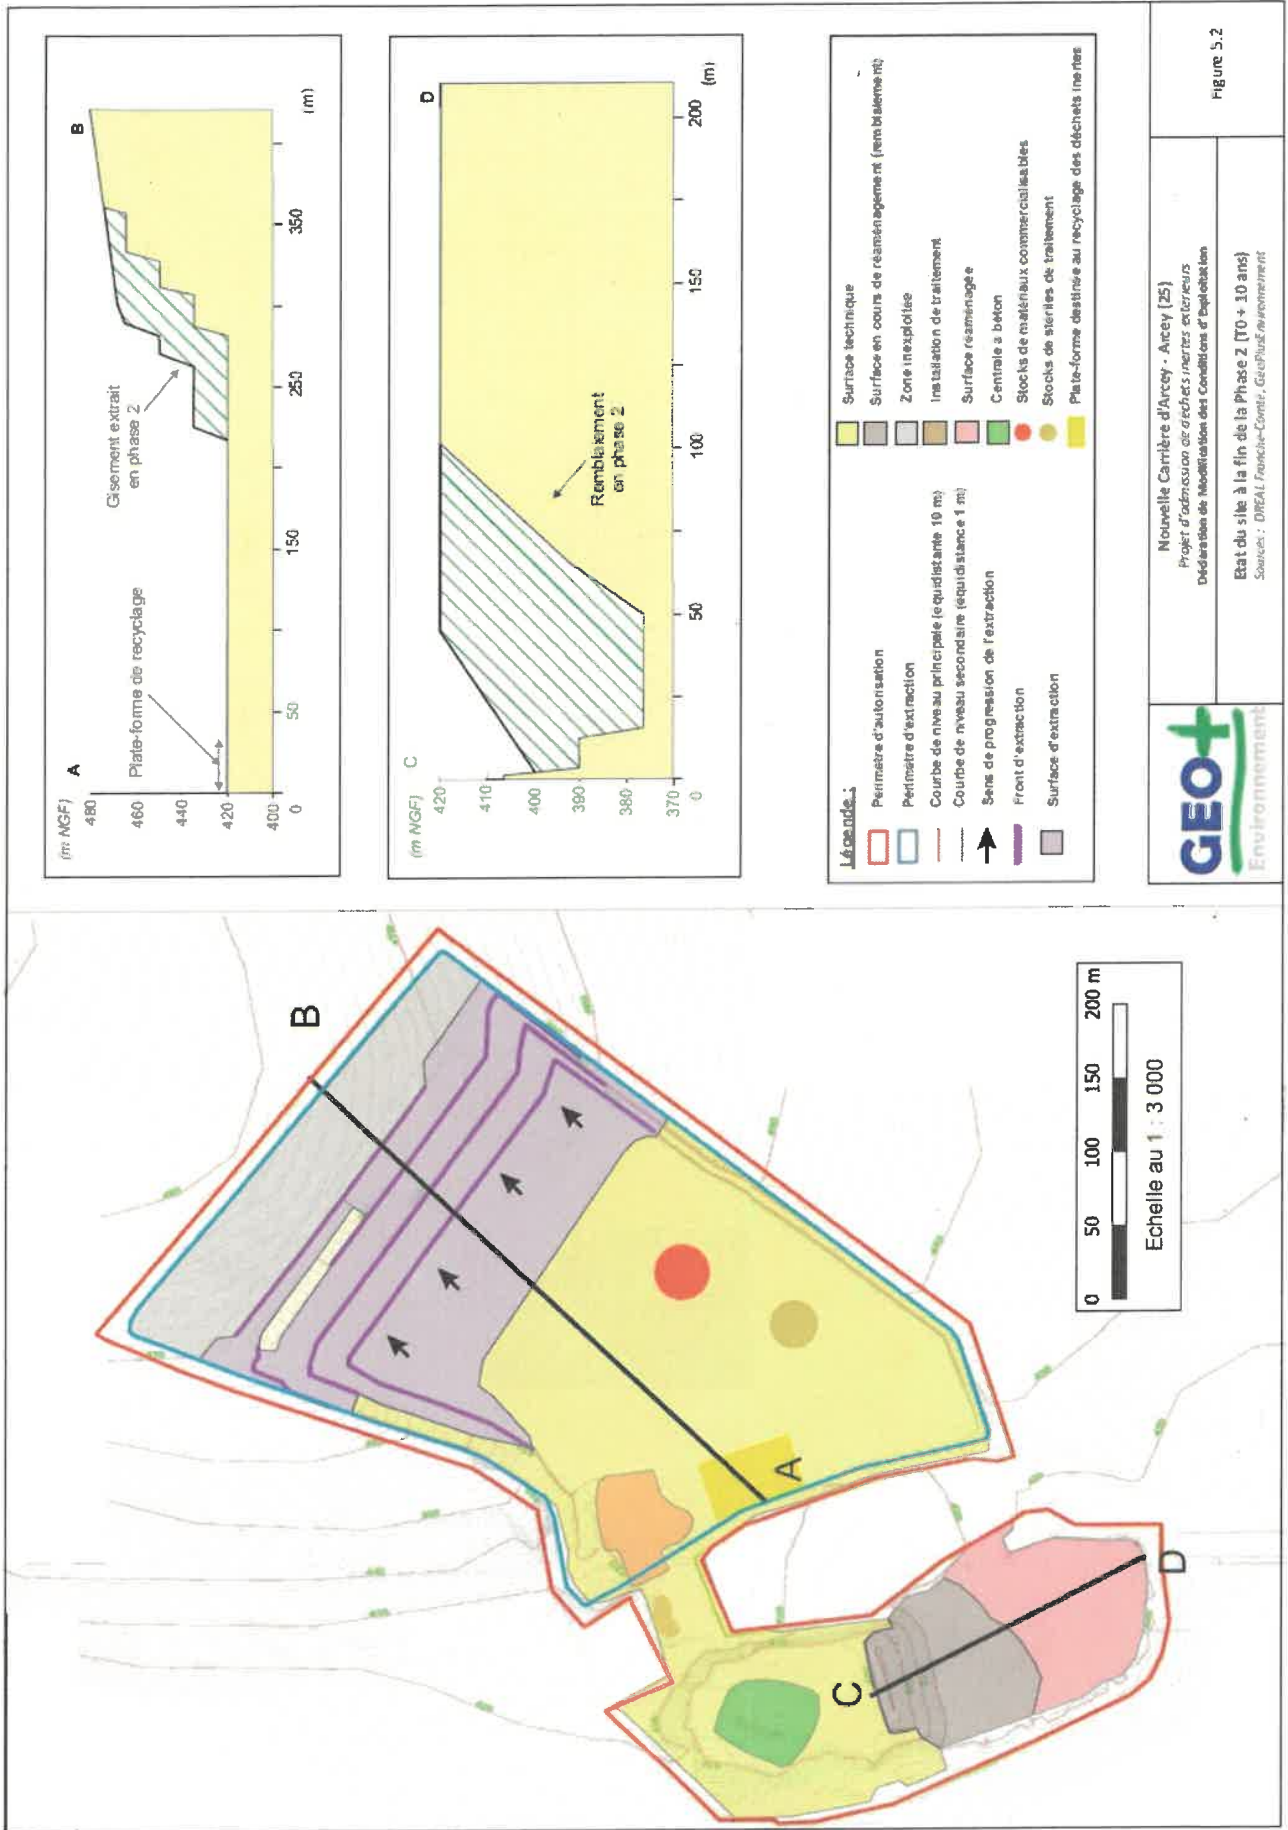 (m NGF)
A
B
480
460
440
420
400
0
50
150
250
350
(m)
Plate-forme de recyclage
Gisement extrait
en phase 2
(m NGF)
C
D
420
410
400
390
380
370
0
50
100
150
200
(m)
Remblaiement
en phase 2
Légende :
Périmètre d'autorisation
Périmètre d'extraction
Courbe de niveau principale (équidistante 10 m)
Courbe de niveau secondaire (équidistance 1 m)
Sens de progression de l'extraction
Front d'extraction
Surface d'extraction
Surface technique
Surface en cours de réaménagement (remblaiement)
Zone inexploitée
Installation de traitement
Surface réaménagée
Centrale à béton
Stocks de matériaux commercialisables
Stocks de stériles de traitement
Plate-forme destinée au recyclage des déchets inertes
GEO+
Environnement
Nouvelle Carrière d'Arcey - Arcey (25)
Projet d'admission de déchets inertes extérieurs
Déclaration de Modification des Conditions d'Exploitation
Etat du site à la fin de la Phase 2 (T0 + 10 ans)
Sources : DREAL Franche-Comté, GéoPlusEnvironnement
Figure 5.2
B
A
C
D
0
50
100
150
200 m
Echelle au 1 : 3 000